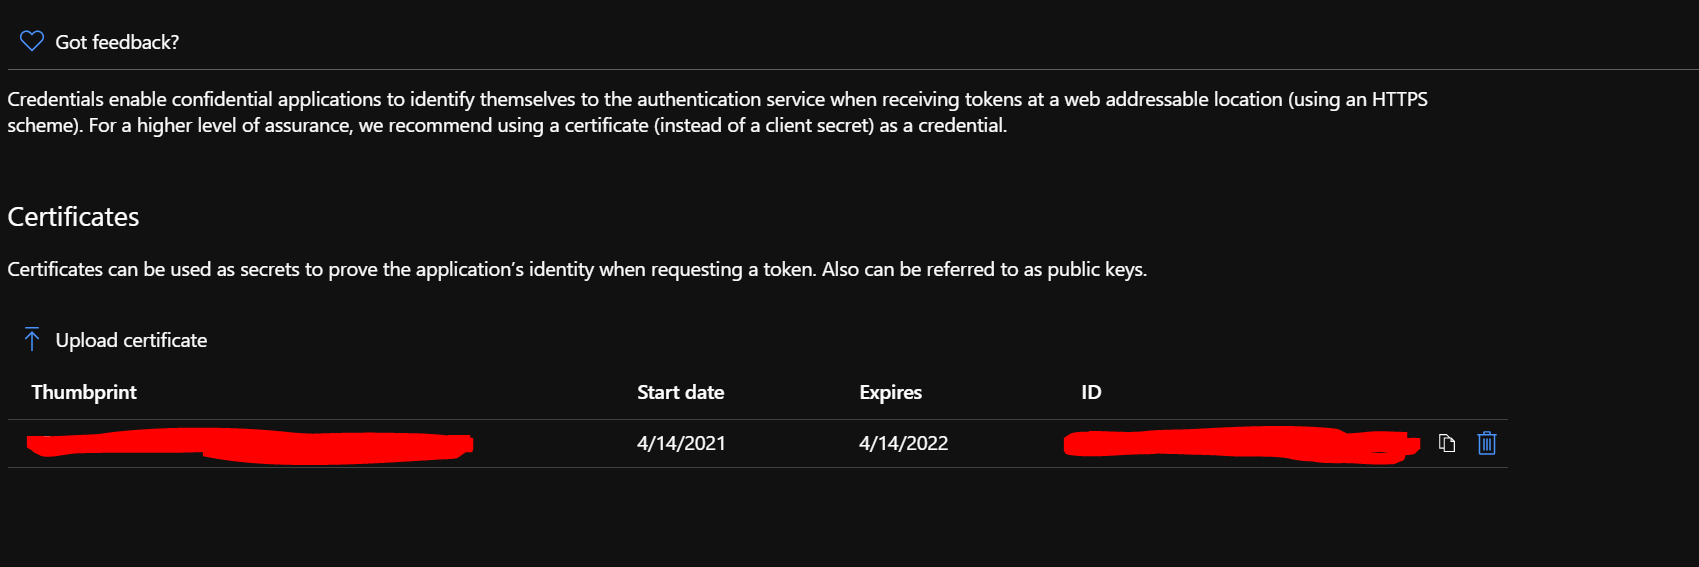 Got feedback?
Credentials enable confidential applications to identify themselves to the authentication service when receiving tokens at a web addressable location (using an HTTPS
scheme). For a higher level of assurance, we recommend using a certificate (instead of a client secret) as a credential.
Certificates
Certificates can be used as secrets to prove the application’s identity when requesting a token. Also can be referred to as public keys.
Upload certificate
Thumbprint Start date Expires ID
4/14/2021 4/14/2022